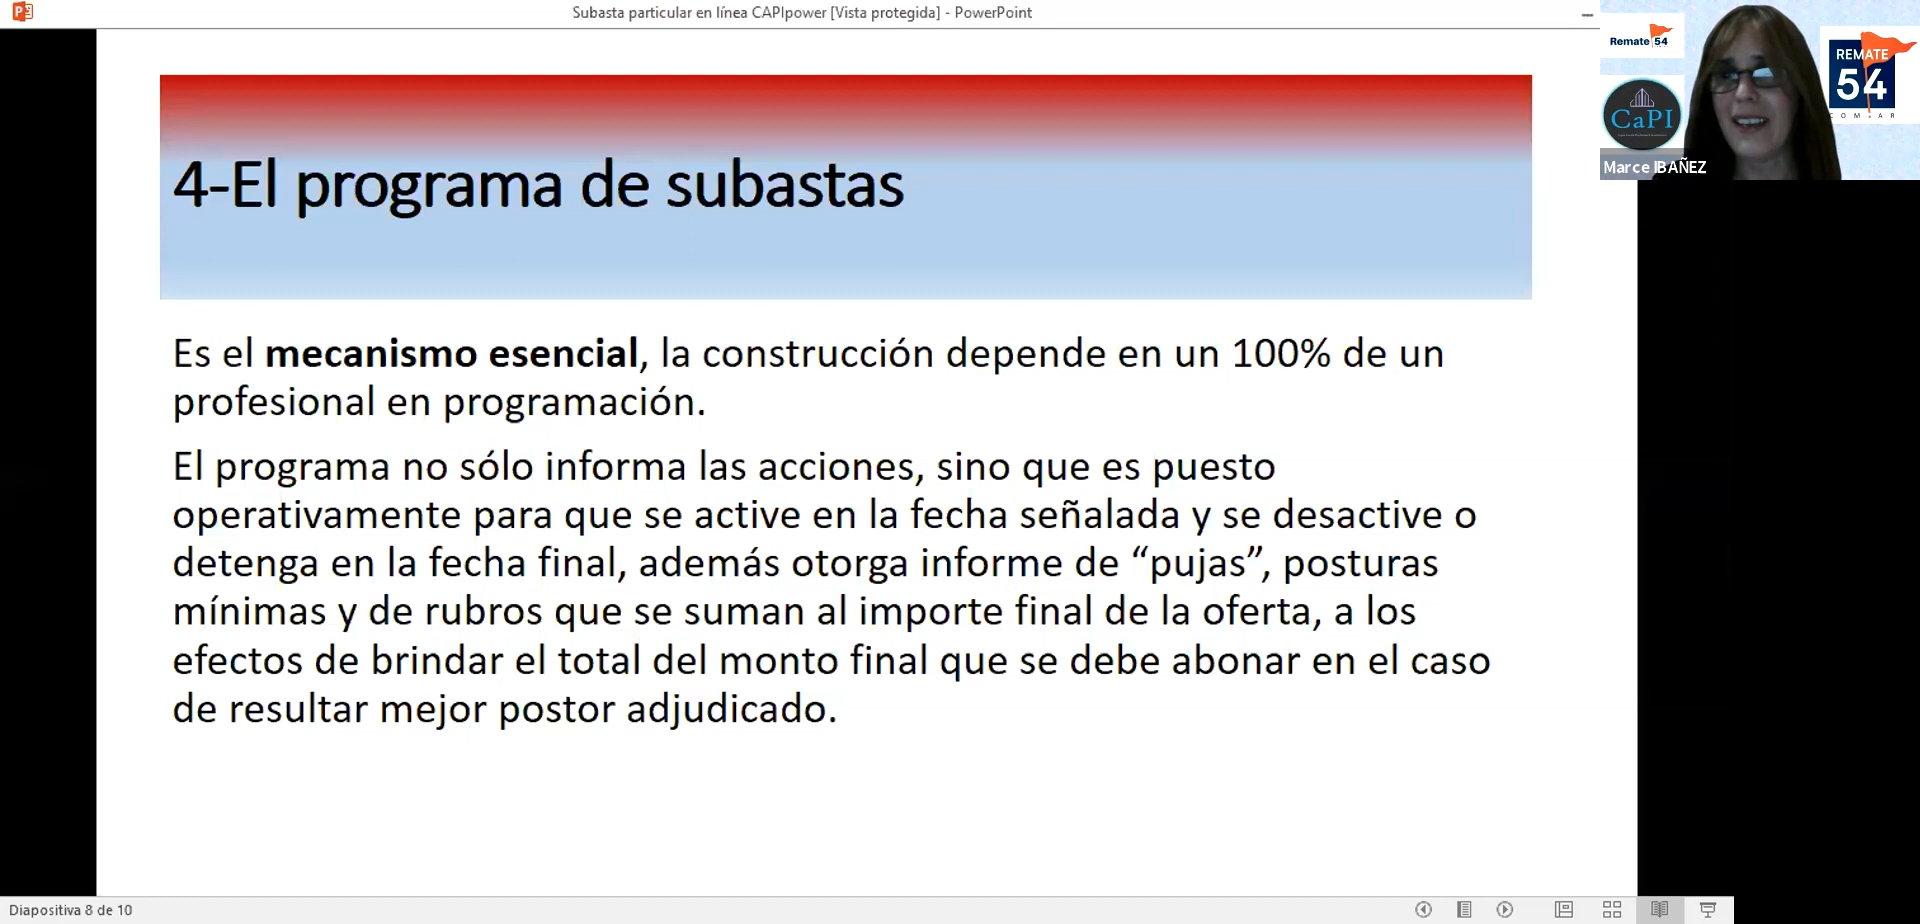 Subasta particular en línea CAPIpower [Vista protegida] - PowerPoint
Remate 54
REMATE
54
COM.AR
CaPI
Marce IBAÑEZ
4-El programa de subastas
Es el mecanismo esencial, la construcción depende en un 100% de un
profesional en programación.
El programa no sólo informa las acciones, sino que es puesto
operativamente para que se active en la fecha señalada y se desactive o
detenga en la fecha final, además otorga informe de “pujas”, posturas
mínimas y de rubros que se suman al importe final de la oferta, a los
efectos de brindar el total del monto final que se debe abonar en el caso
de resultar mejor postor adjudicado.
Diapositiva 8 de 10